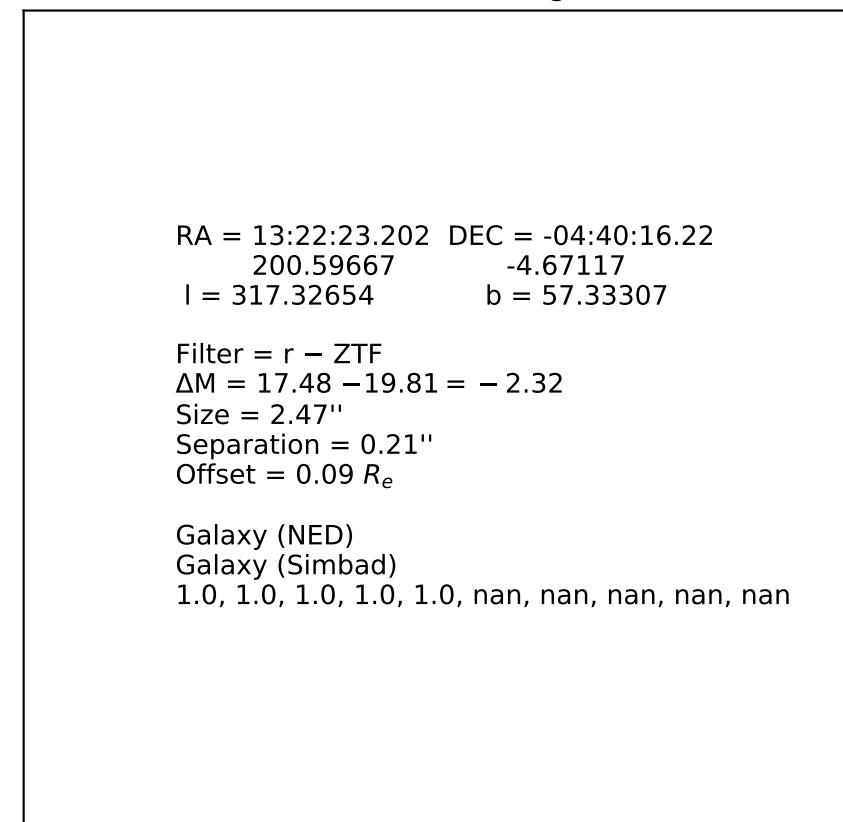 RA = 13:22:23.202 DEC = -04:40:16.22
200.59667 -4.67117
l = 317.32654 b = 57.33307
Filter = r − ZTF
ΔM = 17.48 −19.81 = − 2.32
Size = 2.47''
Separation = 0.21''
Offset = 0.09 Rₑ
Galaxy (NED)
Galaxy (Simbad)
1.0, 1.0, 1.0, 1.0, 1.0, nan, nan, nan, nan, nan